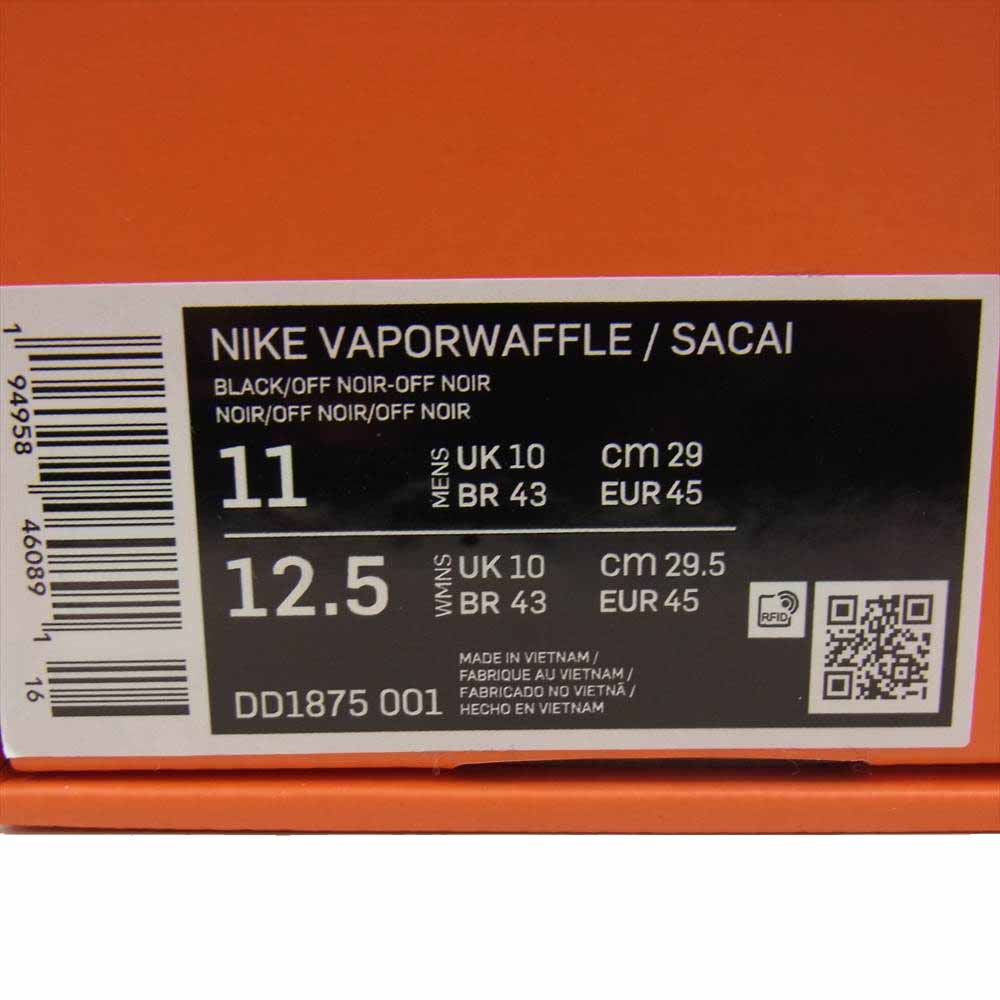 NIKE VAPORWAFFLE / SACAI
BLACK/OFF NOIR-OFF NOIR
NOIR/OFF NOIR/OFF NOIR
11 MENS UK 10 CM 29
BR 43 EUR 45
12.5 WMNS UK 10 CM 29.5
BR 43 EUR 45
RFID
MADE IN VIETNAM /
FABRIQUE AU VIETNAM /
FABRICADO NO VIETNÃ /
HECHO EN VIETNAM
DD1875 001
1 94958 46089 1
16